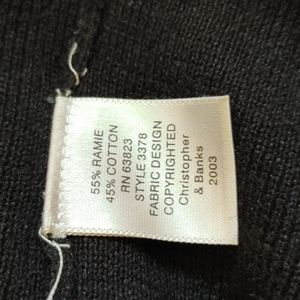 55% RAMIE
45% COTTON
RN 63823
STYLE 3378
FABRIC DESIGN
COPYRIGHTED
Christopher
& Banks
2003